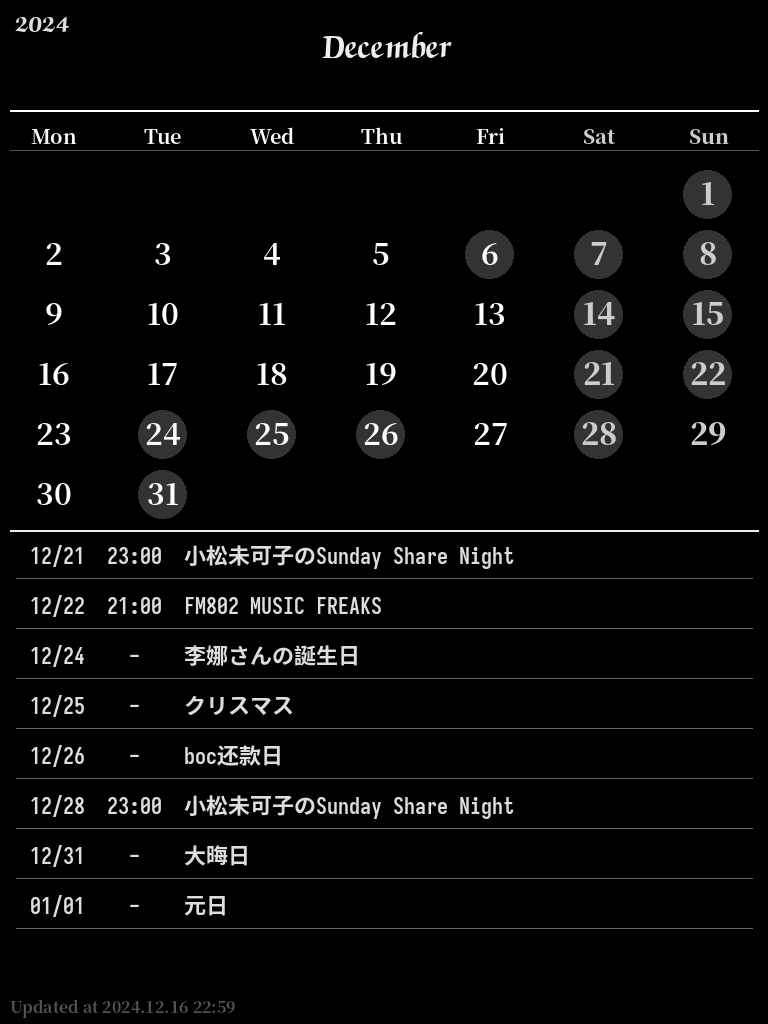 2024
December
Mon Tue Wed Thu Fri Sat Sun
1
2 3 4 5 6 7 8
9 10 11 12 13 14 15
16 17 18 19 20 21 22
23 24 25 26 27 28 29
30 31
12/21 23:00 小松未可子のSunday Share Night
12/22 21:00 FM802 MUSIC FREAKS
12/24 - 李娜さんの誕生日
12/25 - クリスマス
12/26 - boc还款日
12/28 23:00 小松未可子のSunday Share Night
12/31 - 大晦日
01/01 - 元日
Updated at 2024.12.16 22:59